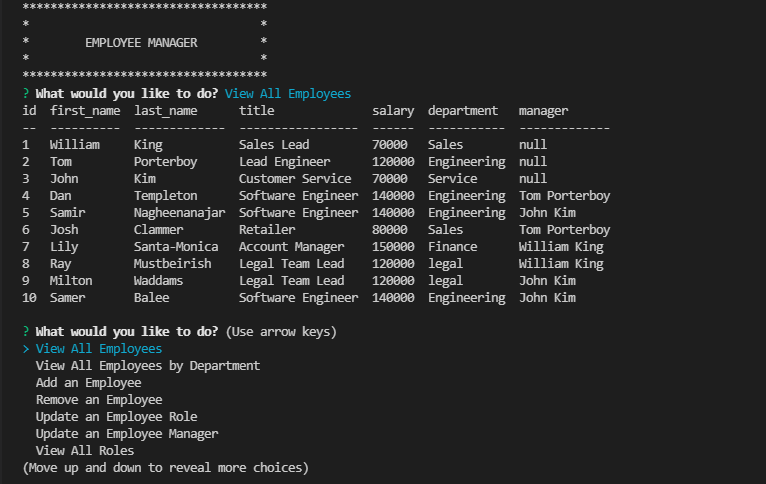 ***********************************
*                                 *
*        EMPLOYEE MANAGER         *
*                                 *
***********************************
? What would you like to do? View All Employees
id  first_name  last_name      title              salary  department   manager
--  ----------  -------------  -----------------  ------  -----------  -------------
1   William     King           Sales Lead         70000   Sales        null
2   Tom         Porterboy      Lead Engineer      120000  Engineering  null
3   John        Kim            Customer Service   70000   Service      null
4   Dan         Templeton      Software Engineer  140000  Engineering  Tom Porterboy
5   Samir       Nagheenanajar  Software Engineer  140000  Engineering  John Kim
6   Josh        Clammer        Retailer           80000   Sales        Tom Porterboy
7   Lily        Santa-Monica   Account Manager    150000  Finance      William King
8   Ray         Mustbeirish    Legal Team Lead    120000  legal        William King
9   Milton      Waddams        Legal Team Lead    120000  legal        John Kim
10  Samer       Balee          Software Engineer  140000  Engineering  John Kim

? What would you like to do? (Use arrow keys)
> View All Employees
  View All Employees by Department
  Add an Employee
  Remove an Employee
  Update an Employee Role
  Update an Employee Manager
  View All Roles
(Move up and down to reveal more choices)